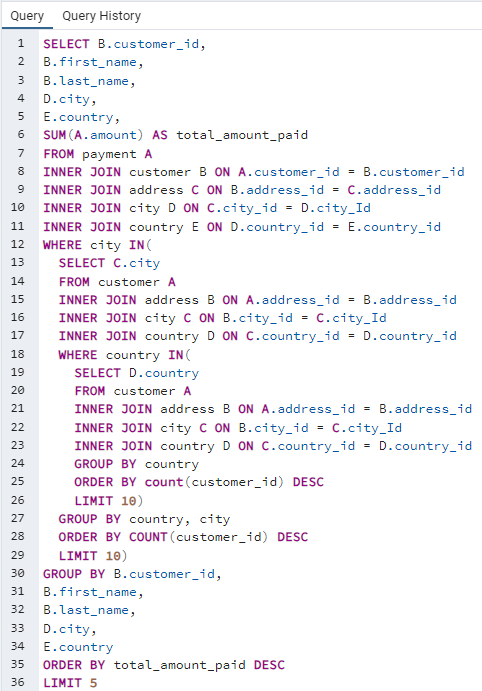 Query Query History
1 SELECT B.customer_id,
2 B.first_name,
3 B.last_name,
4 D.city,
5 E.country,
6 SUM(A.amount) AS total_amount_paid
7 FROM payment A
8 INNER JOIN customer B ON A.customer_id = B.customer_id
9 INNER JOIN address C ON B.address_id = C.address_id
10 INNER JOIN city D ON C.city_id = D.city_Id
11 INNER JOIN country E ON D.country_id = E.country_id
12 WHERE city IN(
13 SELECT C.city
14 FROM customer A
15 INNER JOIN address B ON A.address_id = B.address_id
16 INNER JOIN city C ON B.city_id = C.city_Id
17 INNER JOIN country D ON C.country_id = D.country_id
18 WHERE country IN(
19 SELECT D.country
20 FROM customer A
21 INNER JOIN address B ON A.address_id = B.address_id
22 INNER JOIN city C ON B.city_id = C.city_Id
23 INNER JOIN country D ON C.country_id = D.country_id
24 GROUP BY country
25 ORDER BY count(customer_id) DESC
26 LIMIT 10)
27 GROUP BY country, city
28 ORDER BY COUNT(customer_id) DESC
29 LIMIT 10)
30 GROUP BY B.customer_id,
31 B.first_name,
32 B.last_name,
33 D.city,
34 E.country
35 ORDER BY total_amount_paid DESC
36 LIMIT 5